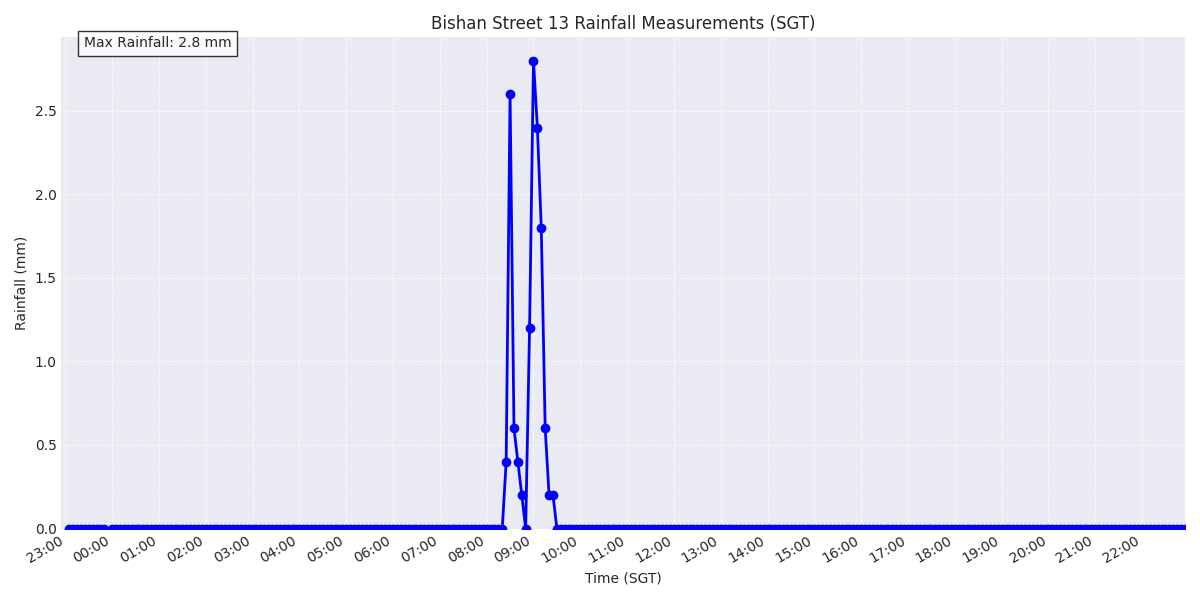 Bishan Street 13 Rainfall Measurements (SGT)
Max Rainfall: 2.8 mm
Rainfall (mm)
2.5
2.0
1.5
1.0
0.5
0.0
23:00 00:00 01:00 02:00 03:00 04:00 05:00 06:00 07:00 08:00 09:00 10:00 11:00 12:00 13:00 14:00 15:00 16:00 17:00 18:00 19:00 20:00 21:00 22:00
Time (SGT)